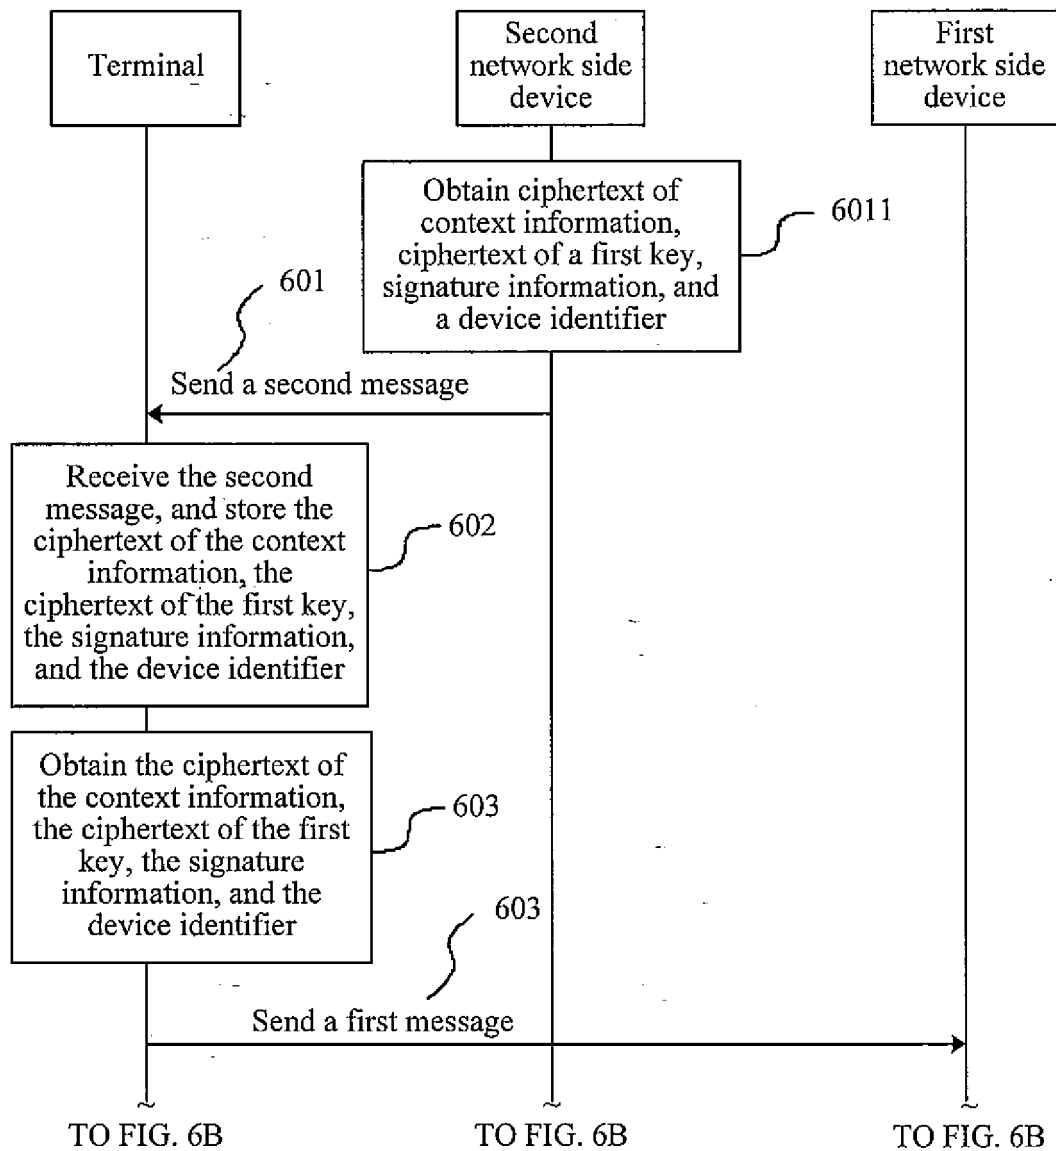 Terminal
Second
network side
device
First
network side
device
Obtain ciphertext of
context information,
ciphertext of a first key,
signature information, and
a device identifier
6011
601
Send a second message
Receive the second
message, and store the
ciphertext of the context
information, the
ciphertext of the first key,
the signature information,
and the device identifier
602
Obtain the ciphertext of
the context information,
the ciphertext of the first
key, the signature
information, and the
device identifier
603
603
Send a first message
~
~
~
TO FIG. 6B
TO FIG. 6B
TO FIG. 6B